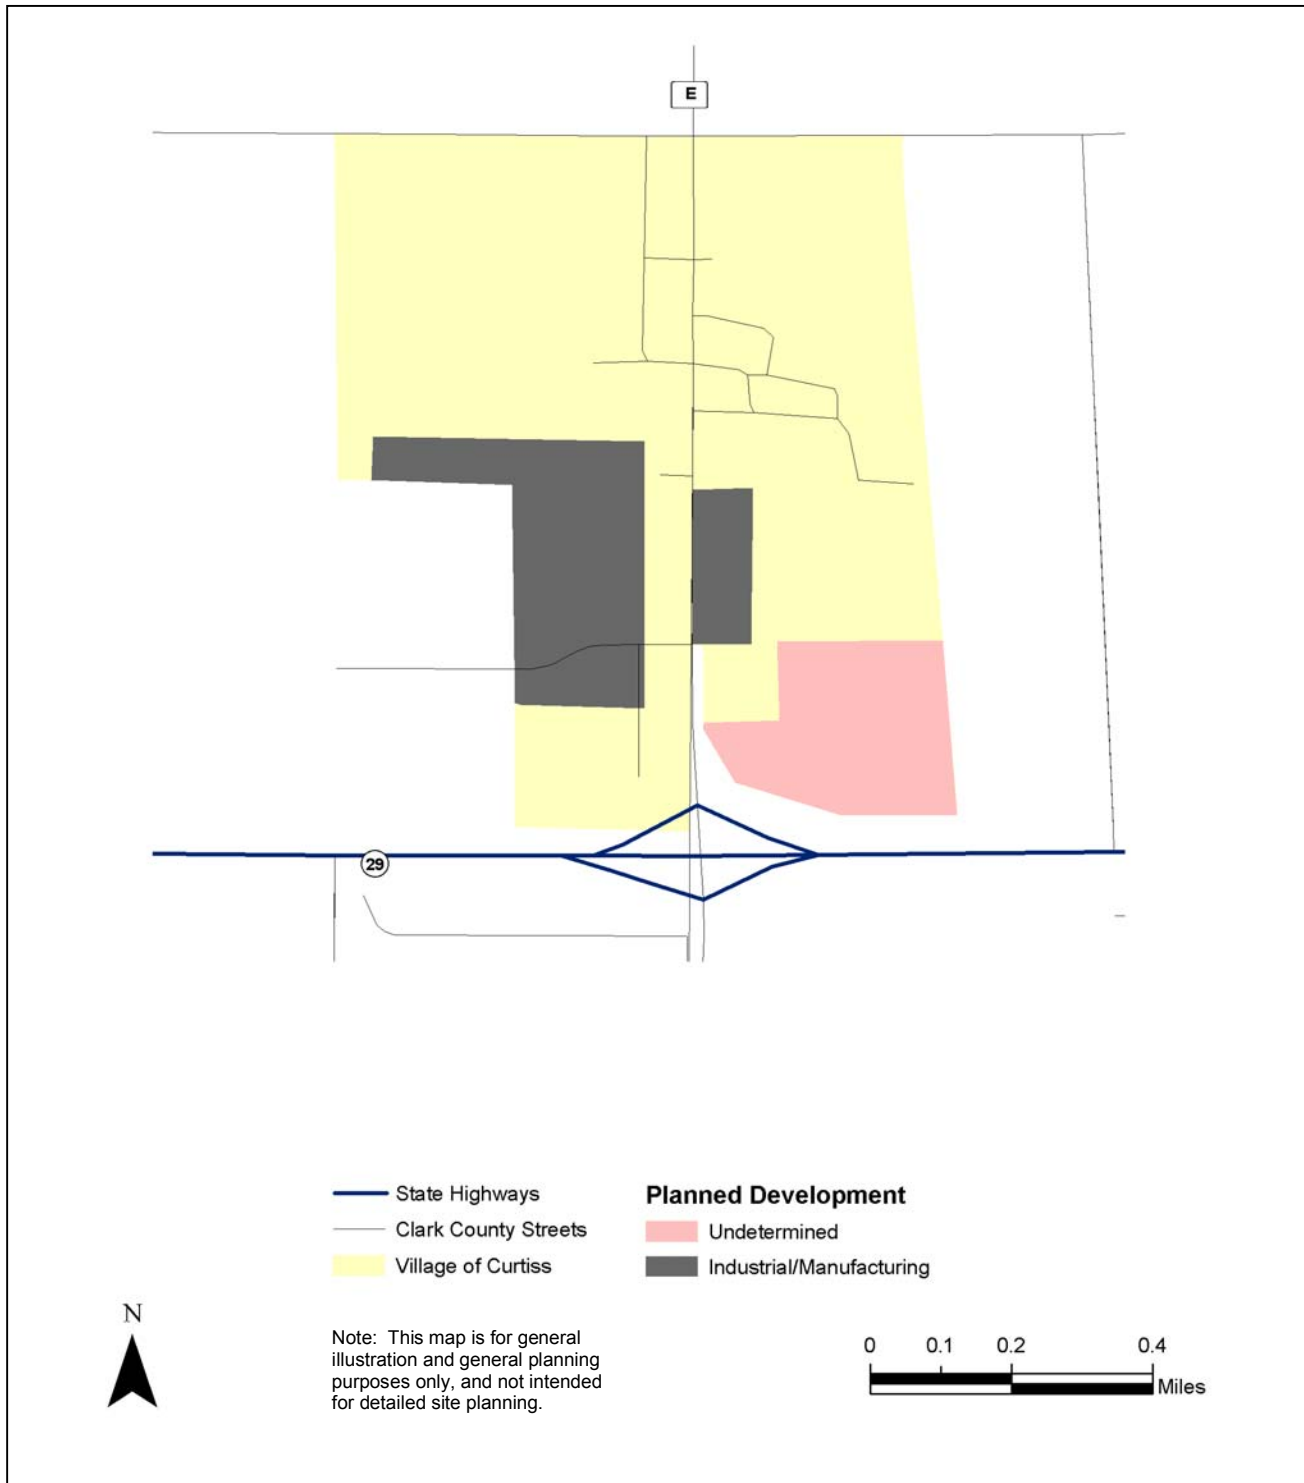 E
29
State Highways
Clark County Streets
Village of Curtiss
Planned Development
Undetermined
Industrial/Manufacturing
N
Note: This map is for general
illustration and general planning
purposes only, and not intended
for detailed site planning.
0 0.1 0.2 0.4
Miles